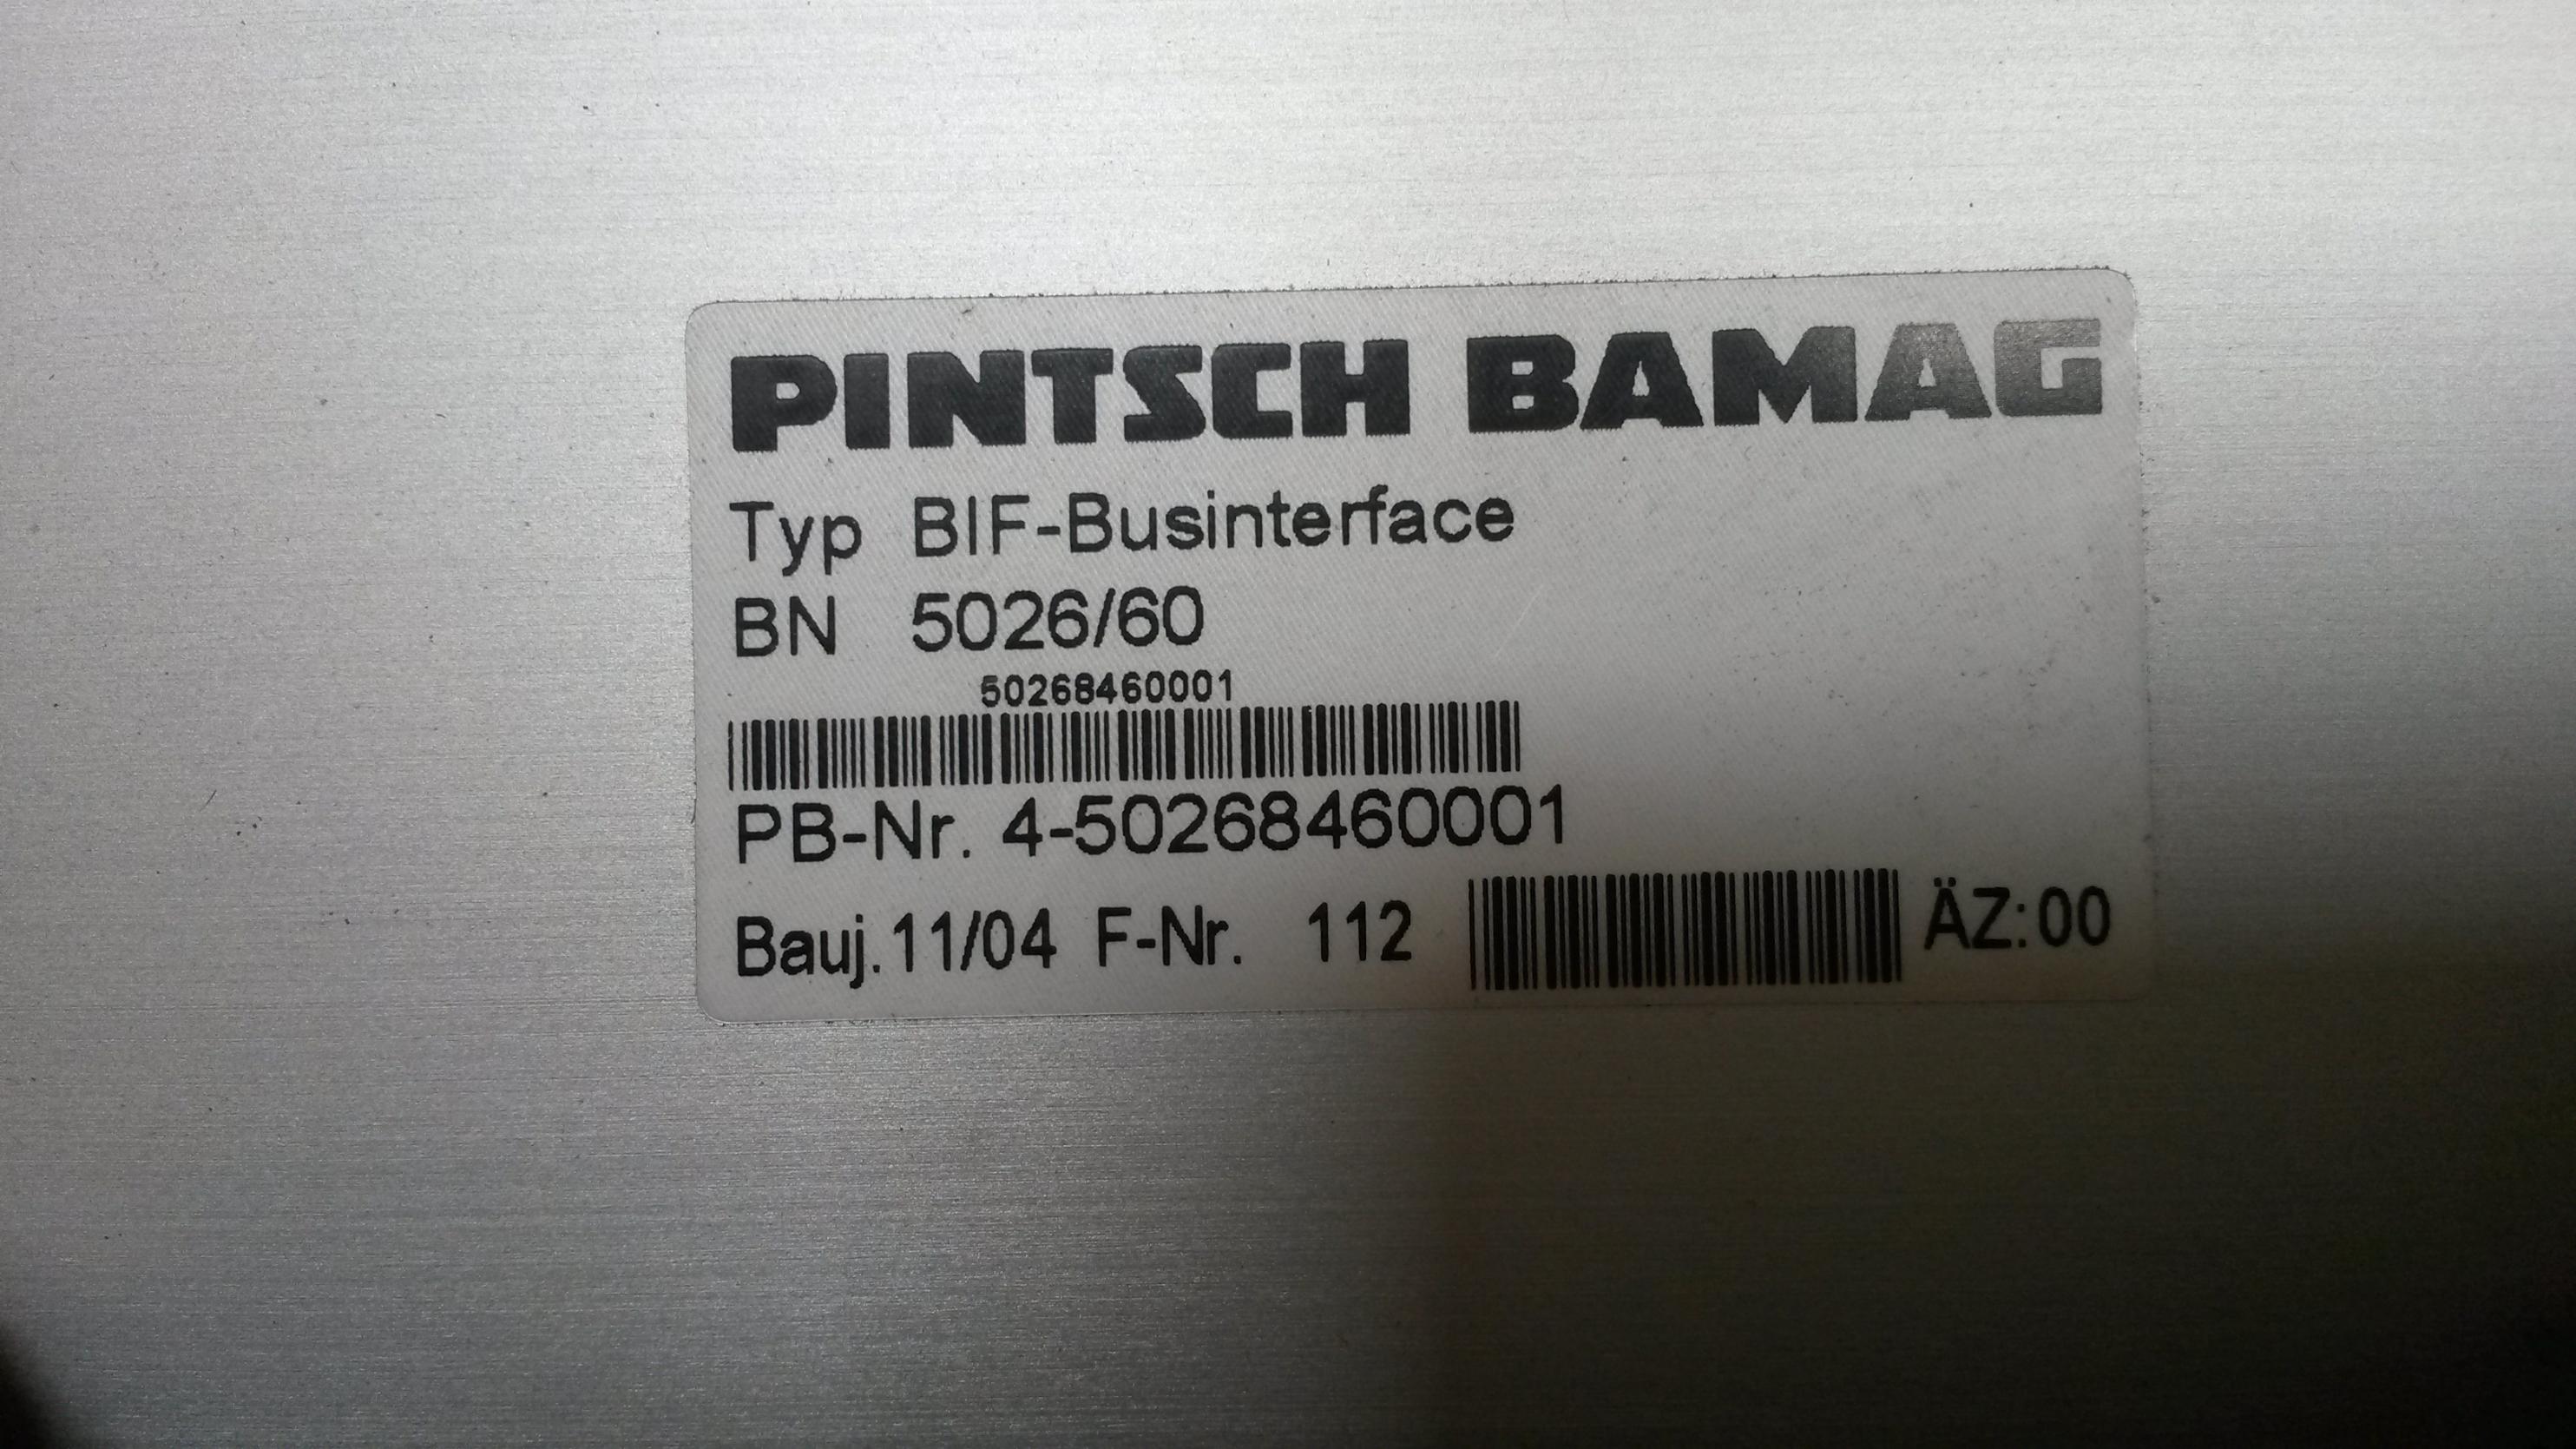 PINTSCH BAMAG
Typ BIF-Businterface
BN 5026/60
50268460001
PB-Nr. 4-50268460001
Bauj.11/04 F-Nr. 112 ÄZ:00